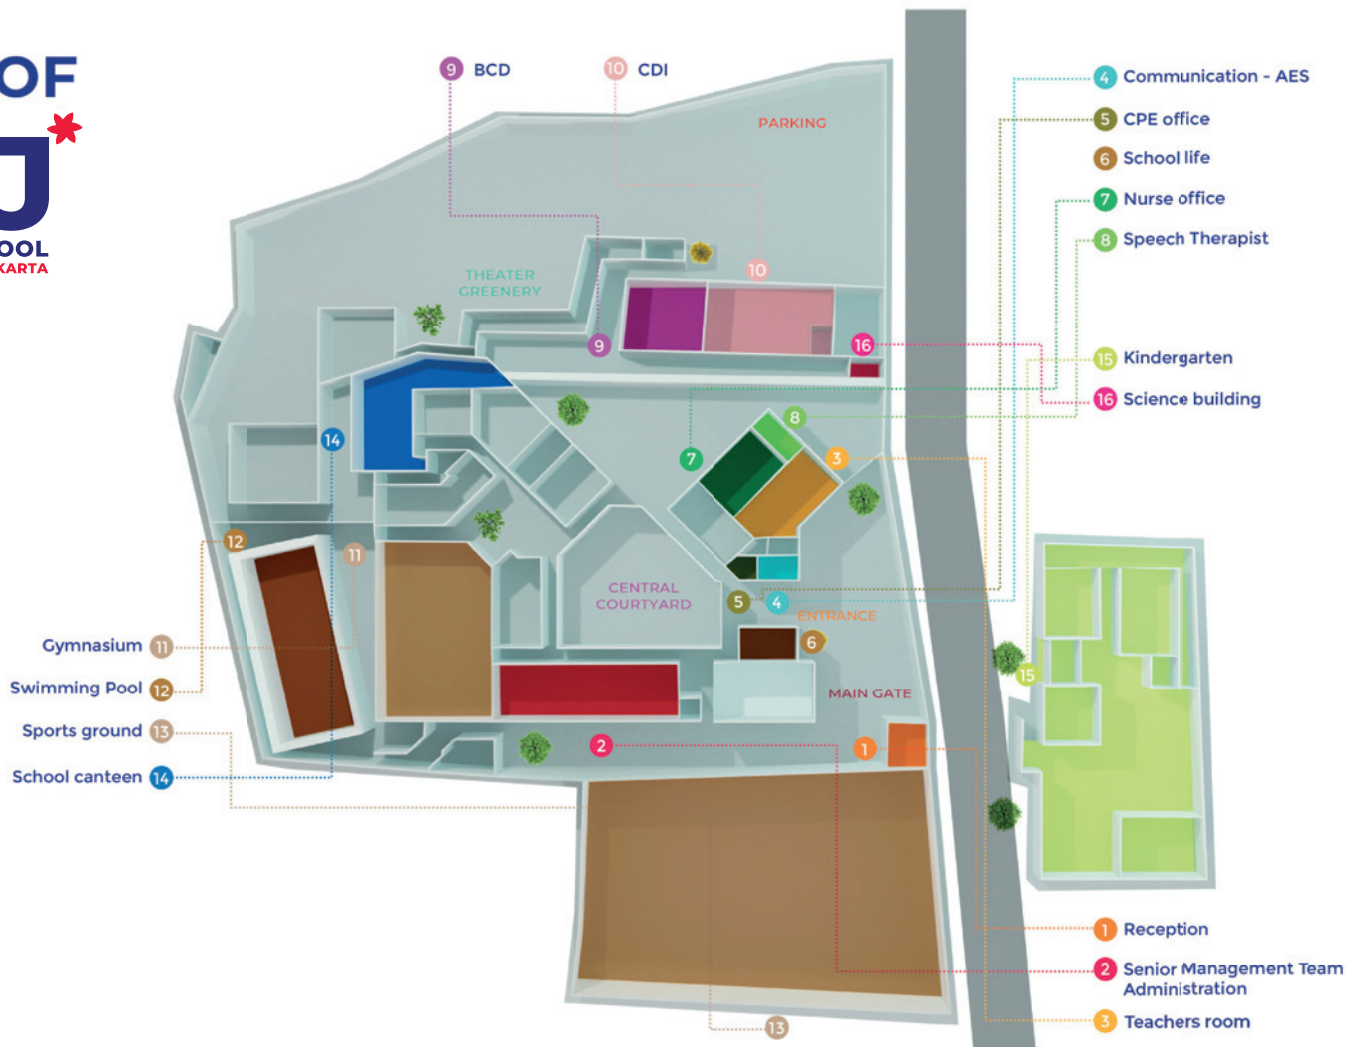 OF
J
OOL
KARTA
9 BCD
10 CDI
PARKING
4 Communication - AES
5 CPE office
6 School life
7 Nurse office
8 Speech Therapist
THEATER
GREENERY
10
9
16
15 Kindergarten
16 Science building
8
14
7
3
12
11
CENTRAL
COURTYARD
5
4
ENTRANCE
6
Gymnasium 11
Swimming Pool 12
Sports ground 13
School canteen 14
15
MAIN GATE
2
1
1 Reception
2 Senior Management Team
Administration
3 Teachers room
13